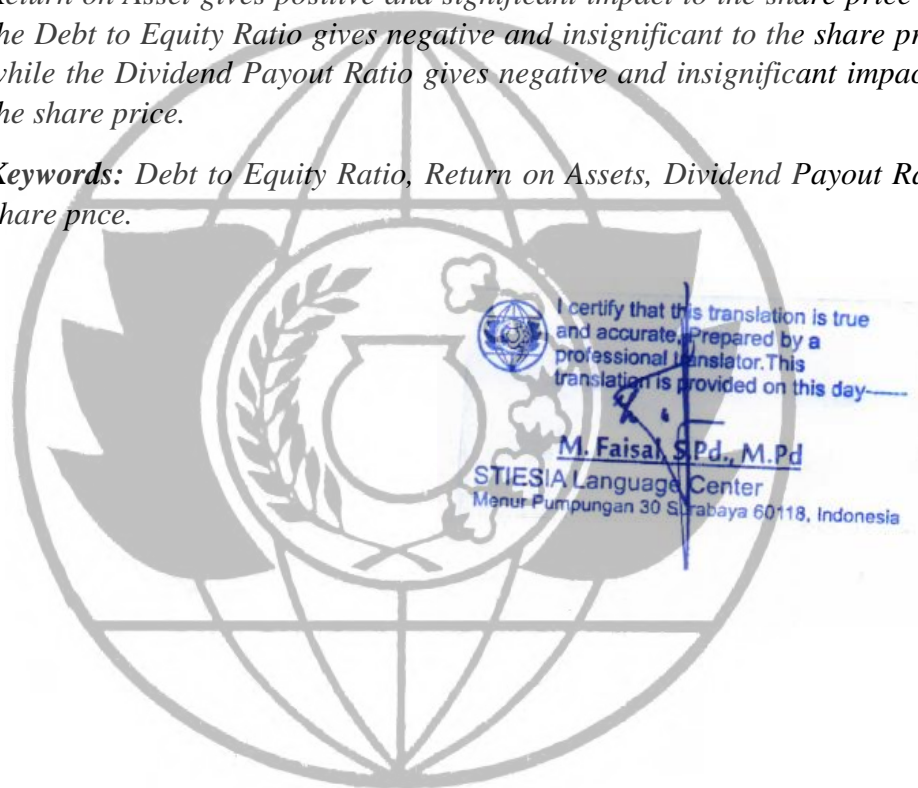 Return on Asset gives positive and significant impact to the share price
the Debt to Equity Ratio gives negative and insignificant to the share pr
while the Dividend Payout Ratio gives negative and insignificant impac
the share price.
Keywords: Debt to Equity Ratio, Return on Assets, Dividend Payout Ra
share pnce.
I certify that this translation is true
and accurate. Prepared by a
professional translator.This
translation is provided on this day-----
M. Faisal, S.Pd., M.Pd
STIESIA Language Center
Menur Pumpungan 30 Surabaya 60118, Indonesia